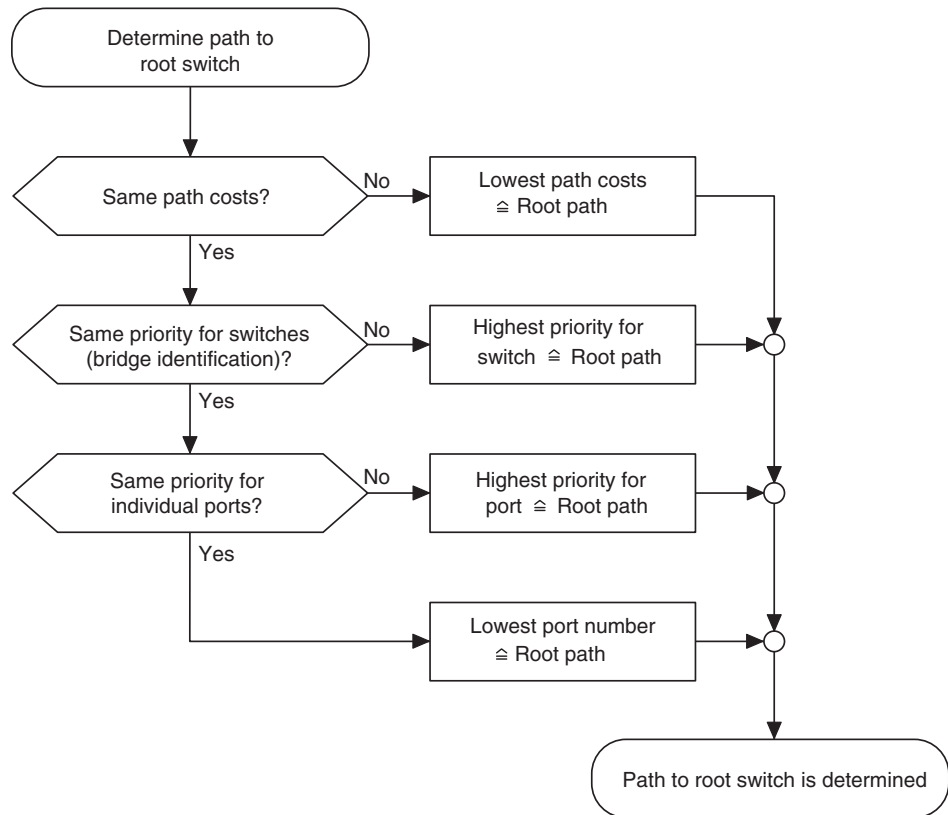 Determine path to
root switch
Same path costs?
No
Lowest path costs
≙ Root path
Yes
Same priority for switches
(bridge identification)?
No
Highest priority for
switch ≙ Root path
Yes
Same priority for
individual ports?
No
Highest priority for
port ≙ Root path
Yes
Lowest port number
≙ Root path
Path to root switch is determined